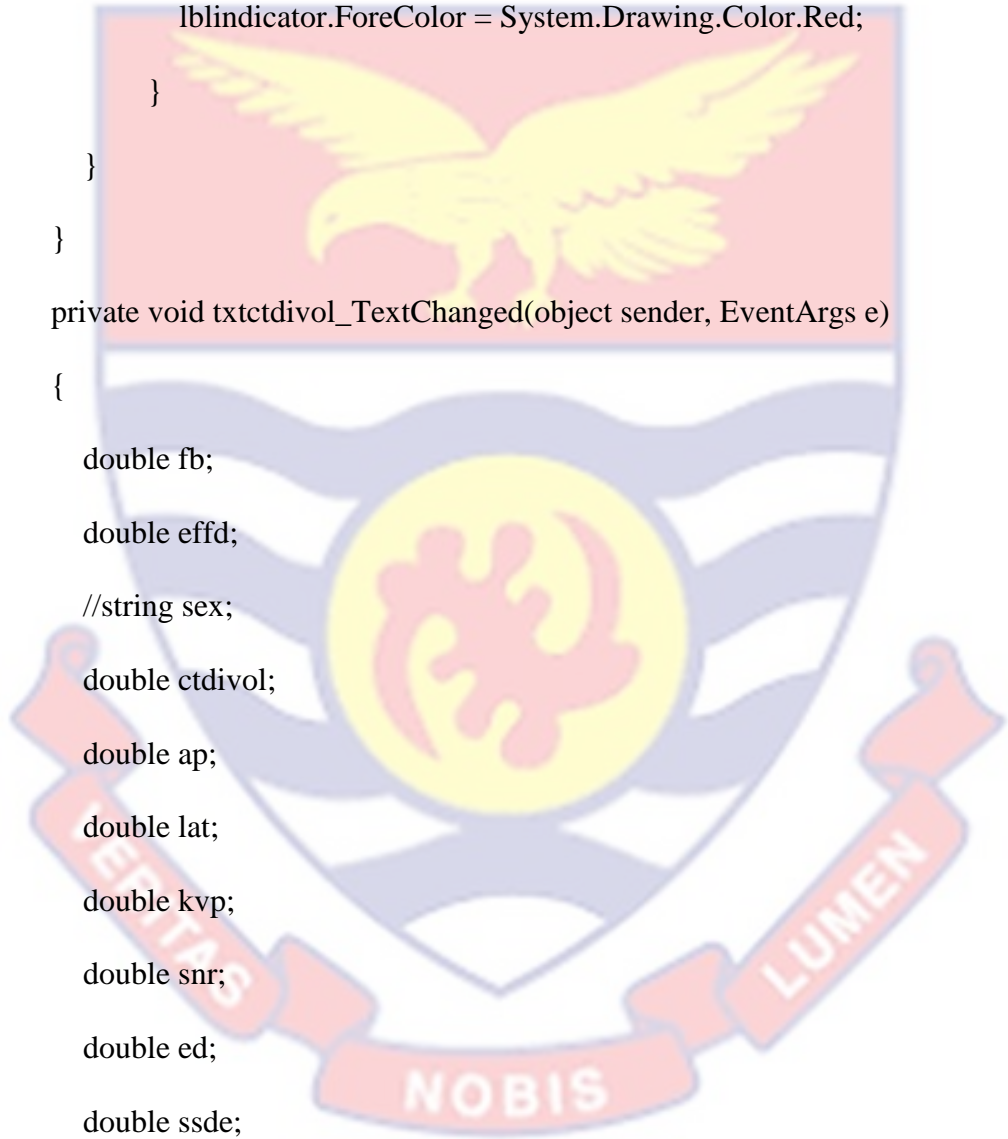 lblindicator.ForeColor = System.Drawing.Color.Red;
}
}
}
private void txtctdivol_TextChanged(object sender, EventArgs e)
{
double fb;
double effd;
//string sex;
double ctdivol;
double ap;
double lat;
double kvp;
double snr;
double ed;
double ssde;
VERITAS
NOBIS
LUMEN